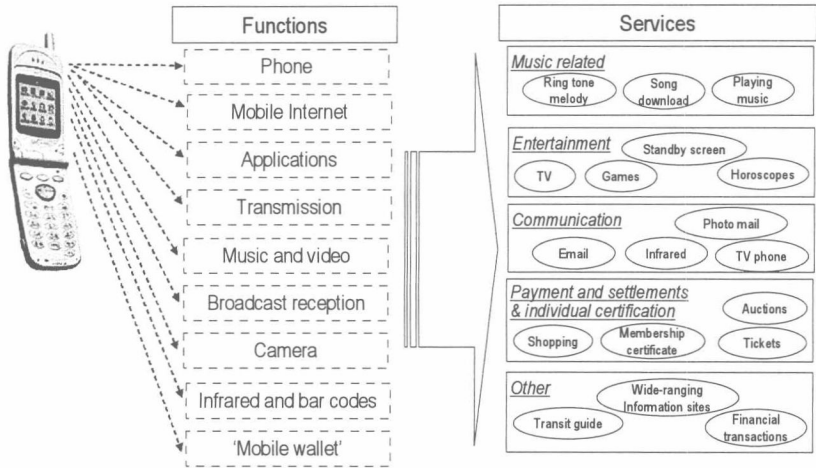 Functions
Phone
Mobile Internet
Applications
Transmission
Music and video
Broadcast reception
Camera
Infrared and bar codes
'Mobile wallet'
Services
Music related
Ring tone
melody
Song
download
Playing
music
Entertainment
Standby screen
TV
Games
Horoscopes
Communication
Photo mail
Email
Infrared
TV phone
Payment and settlements
& individual certification
Auctions
Shopping
Membership
certificate
Tickets
Other
Wide-ranging
Information sites
Transit guide
Financial
transactions